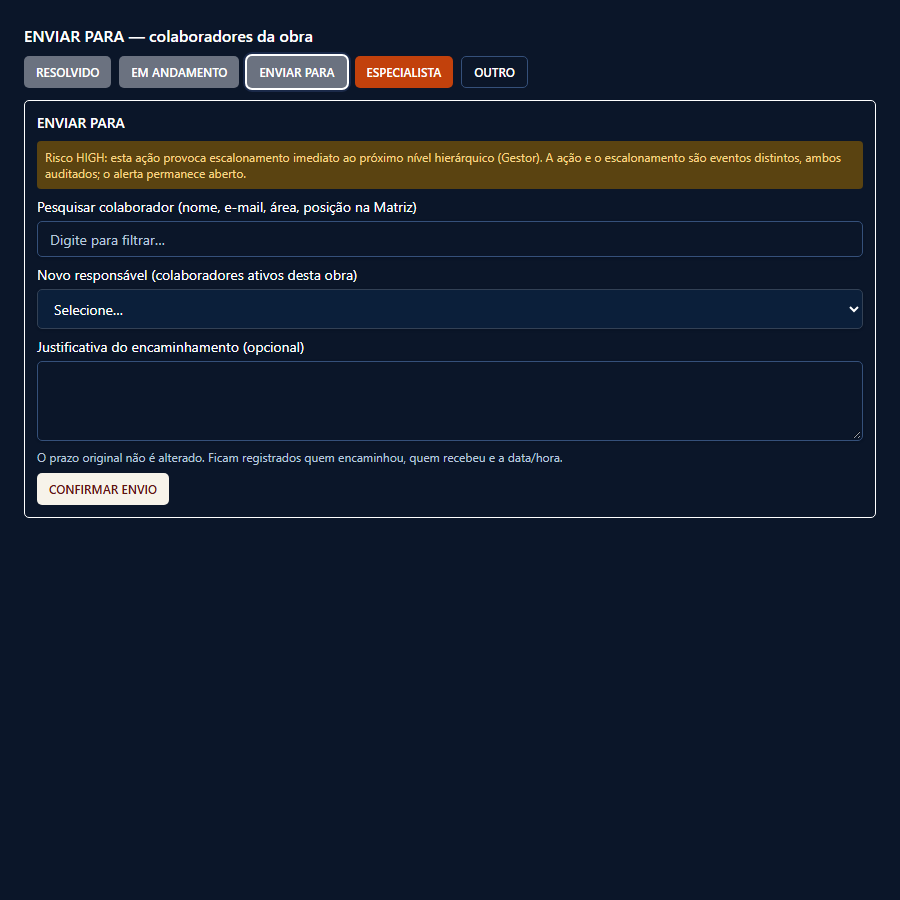 ENVIAR PARA — colaboradores da obra
RESOLVIDO
EM ANDAMENTO
ENVIAR PARA
ESPECIALISTA
OUTRO
ENVIAR PARA
Risco HIGH: esta ação provoca escalonamento imediato ao próximo nível hierárquico (Gestor). A ação e o escalonamento são eventos distintos, ambos
auditados; o alerta permanece aberto.
Pesquisar colaborador (nome, e-mail, área, posição na Matriz)
Digite para filtrar...
Novo responsável (colaboradores ativos desta obra)
Selecione...
Justificativa do encaminhamento (opcional)
O prazo original não é alterado. Ficam registrados quem encaminhou, quem recebeu e a data/hora.
CONFIRMAR ENVIO